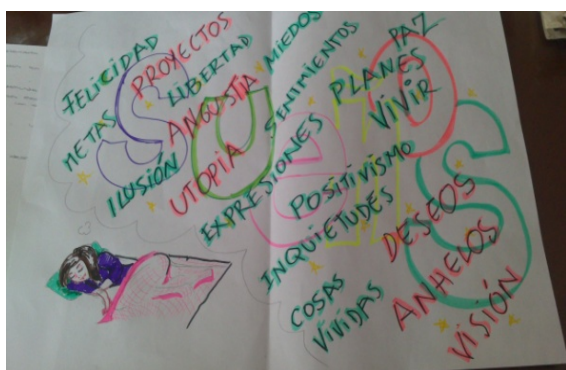 Sueños
FELICIDAD
METAS
ILUSIÓN
PROYECTOS
LIBERTAD
ANGUSTIA
UTOPIA
MIEDOS
SENTIMIENTOS
EXPRESIONES
PAZ
PLANES
VIVIR
POSITIVISMO
INQUIETUDES
COSAS
VIVIDAS
DESEOS
ANHELOS
VISIÓN